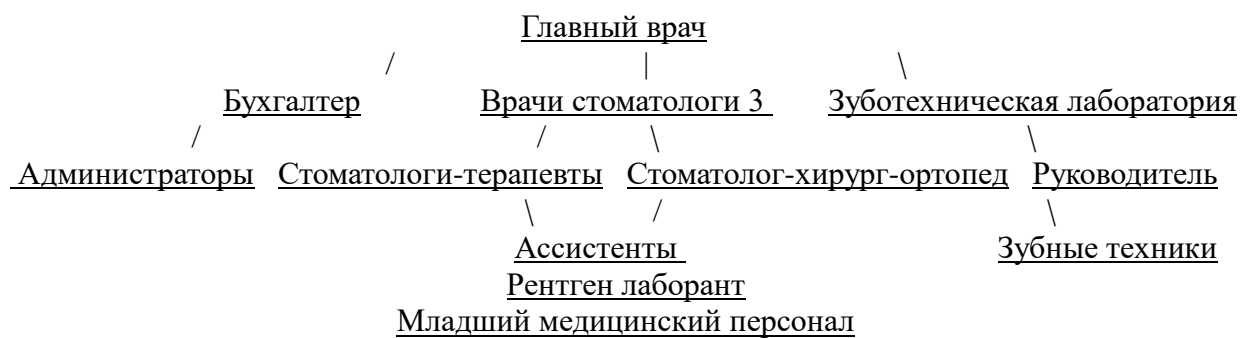 Главный врач
/ | \
Бухгалтер Врачи стоматологи 3 Зуботехническая лаборатория
/ / \ \
Администраторы Стоматологи-терапевты Стоматолог-хирург-ортопед Руководитель
\ / \
Ассистенты Зубные техники
Рентген лаборант
Младший медицинский персонал